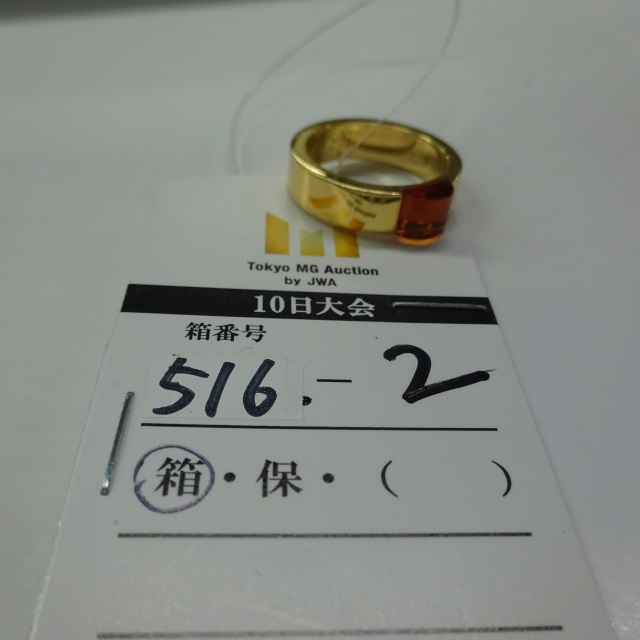 Tokyo MG Auction
by JWA
10日大会
箱番号
516.-2
箱・保・（　）